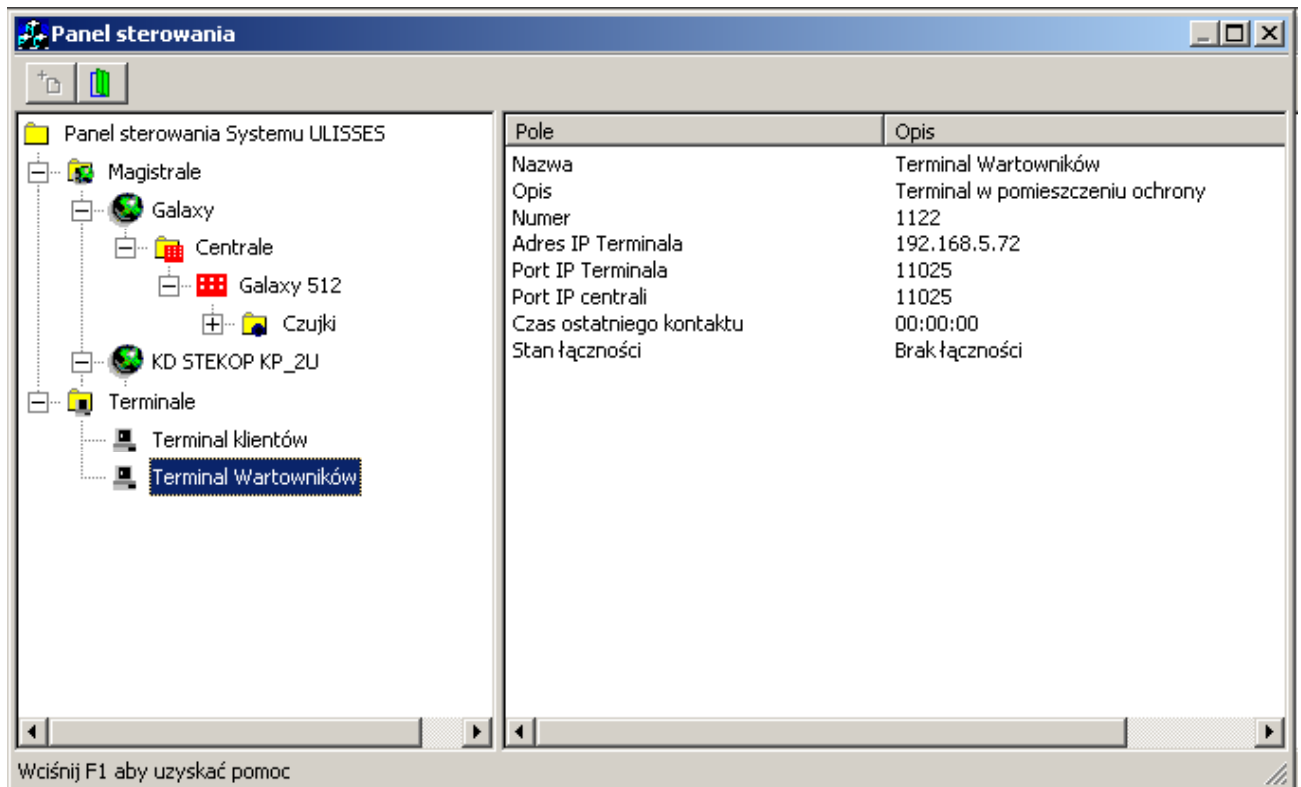 Panel sterowania
Panel sterowania Systemu ULISSES
Magistrale
Galaxy
Centrale
Galaxy 512
Czujki
KD STEKOP KP_2U
Terminale
Terminal klientów
Terminal Wartowników
Pole Opis
Nazwa Terminal Wartowników
Opis Terminal w pomieszczeniu ochrony
Numer 1122
Adres IP Terminala 192.168.5.72
Port IP Terminala 11025
Port IP centrali 11025
Czas ostatniego kontaktu 00:00:00
Stan łączności Brak łączności
Wciśnij F1 aby uzyskać pomoc